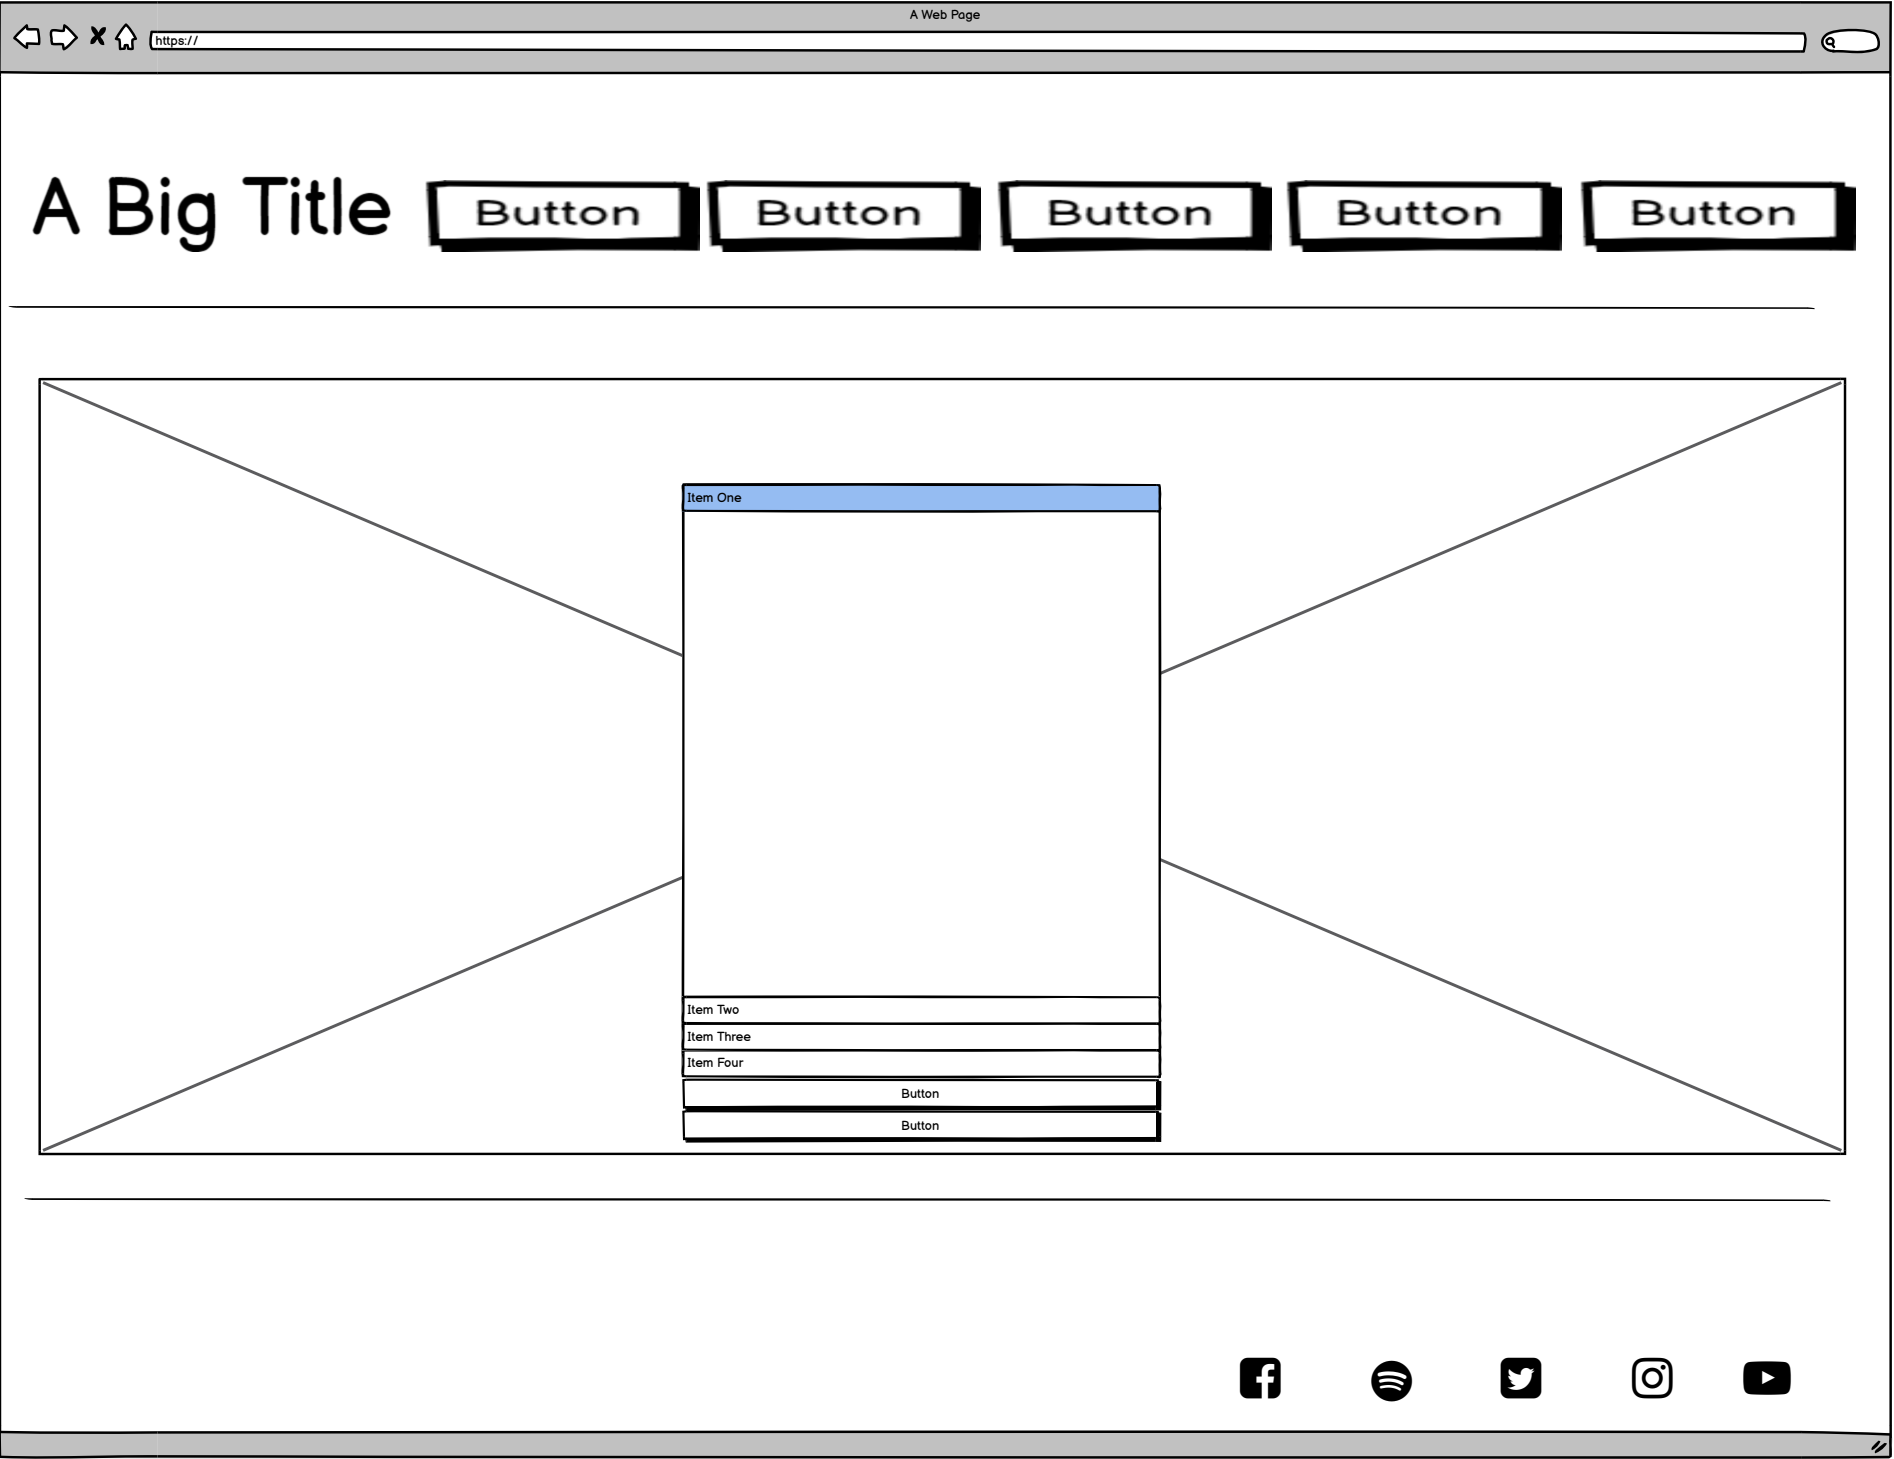 A Web Page
https://
A Big Title
Button
Button
Button
Button
Button
Item One
Item Two
Item Three
Item Four
Button
Button